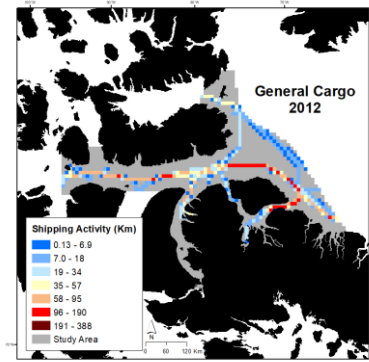 General Cargo
2012
Shipping Activity (Km)
0.13 - 6.9
7.0 - 18
19 - 34
35 - 57
58 - 95
96 - 190
191 - 388
Study Area
N
0 60 120 Km